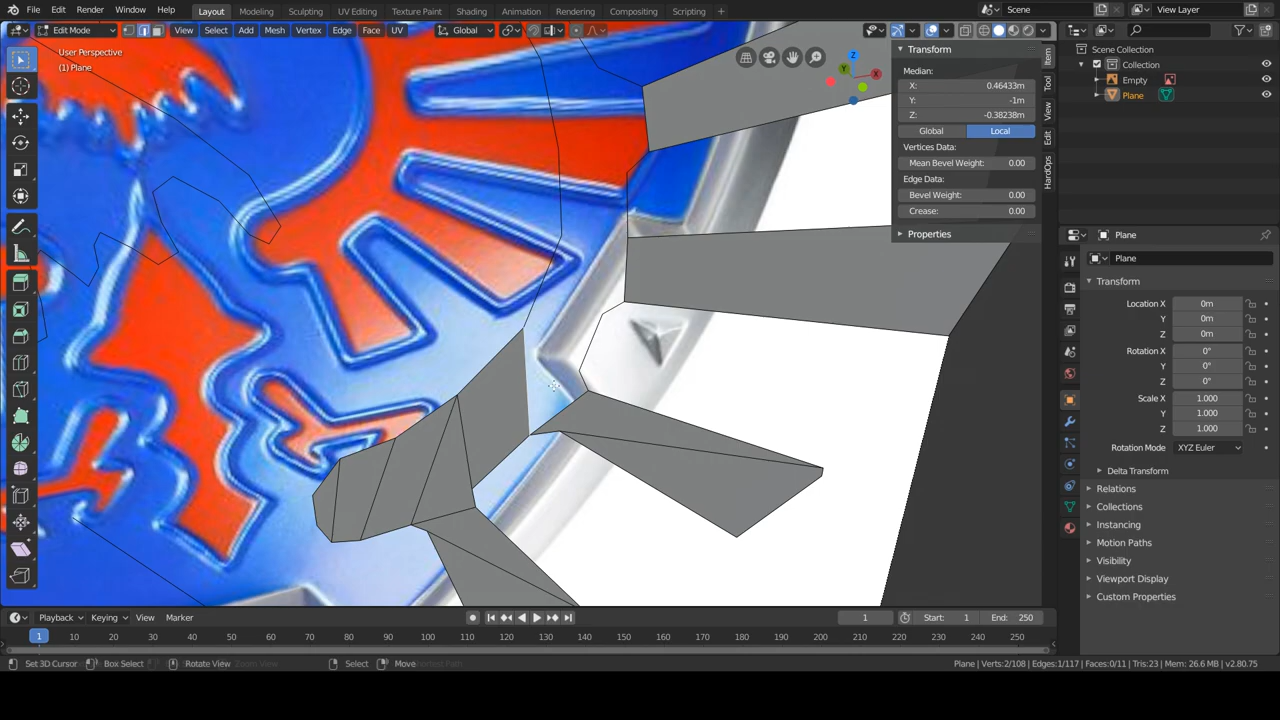 File Edit Render Window Help Layout Modeling Sculpting UV Editing Texture Paint Shading Animation Rendering Compositing Scripting + Scene View Layer
Edit Mode View Select Add Mesh Vertex Edge Face UV Global
User Perspective
(1) Plane
Z
Y
X
Transform
Median:
X: 0.46433m
Y: -1m
Z: -0.38238m
Global Local
Vertices Data:
Mean Bevel Weight: 0.00
Edge Data:
Bevel Weight: 0.00
Crease: 0.00
Properties
Item
Tool
View
Edit
HardOps
Scene Collection
Collection
Empty
Plane
Plane
Plane
Transform
Location X 0m
Y 0m
Z 0m
Rotation X 0°
Y 0°
Z 0°
Scale X 1.000
Y 1.000
Z 1.000
Rotation Mode XYZ Euler
Delta Transform
Relations
Collections
Instancing
Motion Paths
Visibility
Viewport Display
Custom Properties
Playback Keying View Marker 1 Start: 1 End: 250
1 10 20 30 40 50 60 70 80 90 100 110 120 130 140 150 160 170 180 190 200 210 220 230 240 250
Set 3D Cursor Box Select Rotate View Select Move
Plane | Verts:2/108 | Edges:1/117 | Faces:0/11 | Tris:23 | Mem: 26.6 MB | v2.80.75